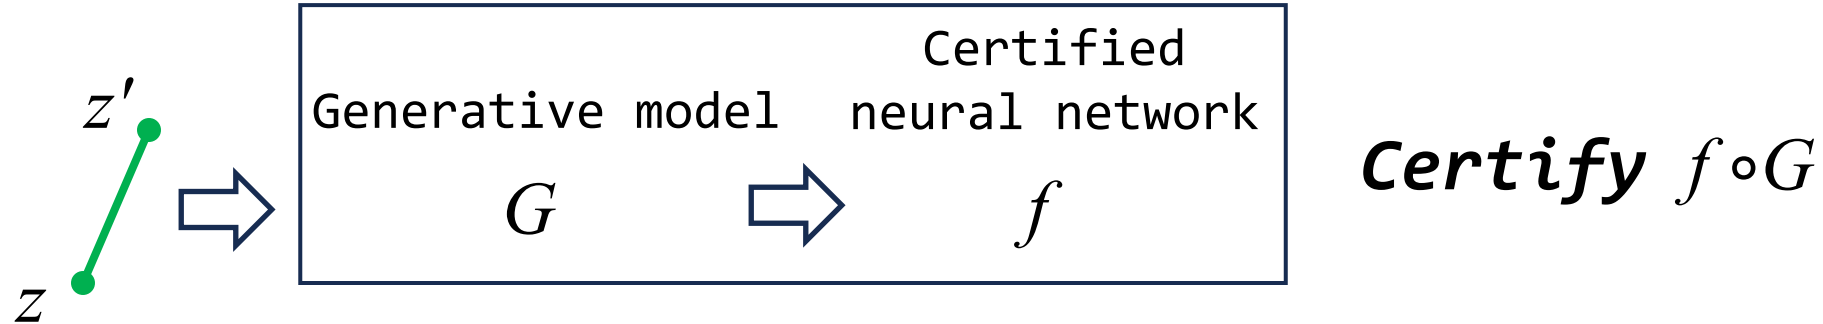 z'
z
Generative model
G
Certified
neural network
f
Certify f∘G